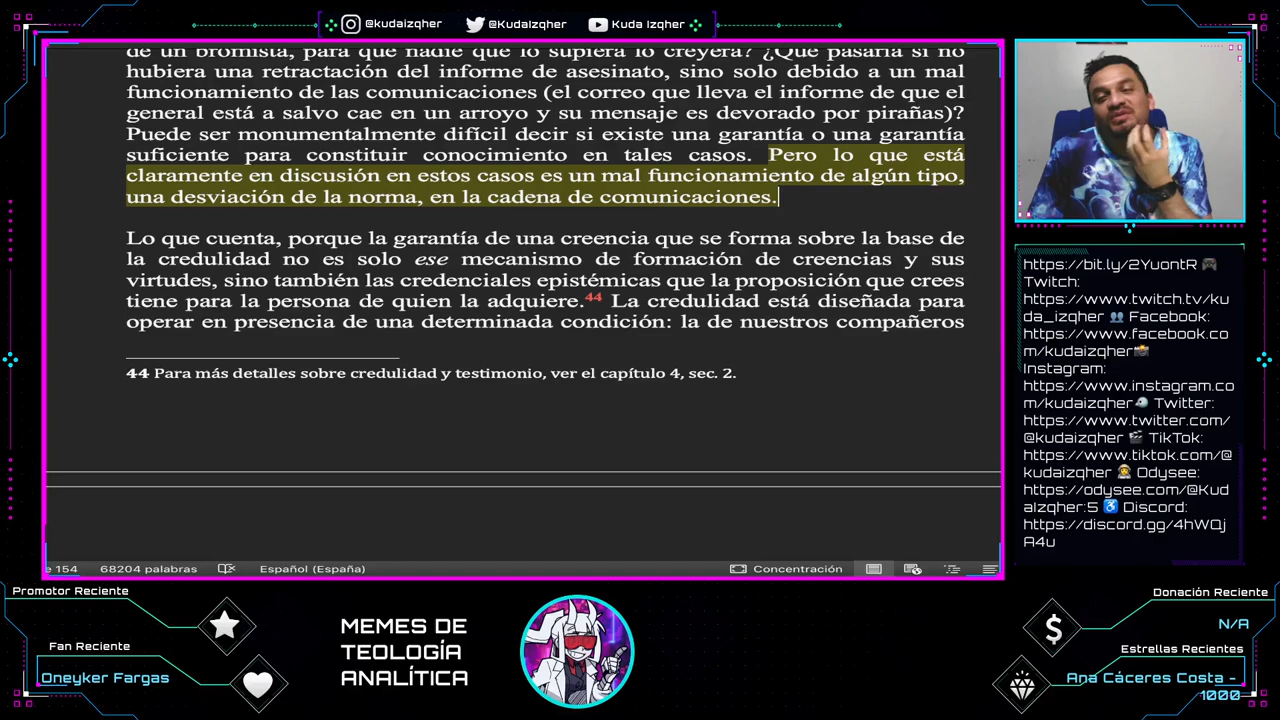 @kudaizqher
@Kudaizqher
Kuda Izqher
de un bromista, para que nadie que lo supiera lo creyera? ¿Qué pasaría si no
hubiera una retractación del informe de asesinato, sino solo debido a un mal
funcionamiento de las comunicaciones (el correo que lleva el informe de que el
general está a salvo cae en un arroyo y su mensaje es devorado por pirañas)?
Puede ser monumentalmente difícil decir si existe una garantía o una garantía
suficiente para constituir conocimiento en tales casos. Pero lo que está
claramente en discusión en estos casos es un mal funcionamiento de algún tipo,
una desviación de la norma, en la cadena de comunicaciones.
Lo que cuenta, porque la garantía de una creencia que se forma sobre la base de
la credulidad no es solo ese mecanismo de formación de creencias y sus
virtudes, sino también las credenciales epistémicas que la proposición que crees
tiene para la persona de quien la adquiere.44 La credulidad está diseñada para
operar en presencia de una determinada condición: la de nuestros compañeros
44 Para más detalles sobre credulidad y testimonio, ver el capítulo 4, sec. 2.
154 68204 palabras Español (España) Concentración
https://bit.ly/2YuontR 🎮
Twitch:
https://www.twitch.tv/ku
da_izqher 👥 Facebook:
https://www.facebook.co
m/kudaizqher📸
Instagram:
https://www.instagram.co
m/kudaizqher🐦 Twitter:
https://www.twitter.com/
@kudaizqher 🎬 TikTok:
https://www.tiktok.com/@
kudaizqher 👩‍🚀 Odysee:
https://odysee.com/@Kud
aIzqher:5 ♿ Discord:
https://discord.gg/4hWQj
A4u
Promotor Reciente
Fan Reciente
Oneyker Fargas
MEMES DE
TEOLOGÍA
ANALÍTICA
Donación Reciente
N/A
Estrellas Recientes
Ana Cáceres Costa -
1000